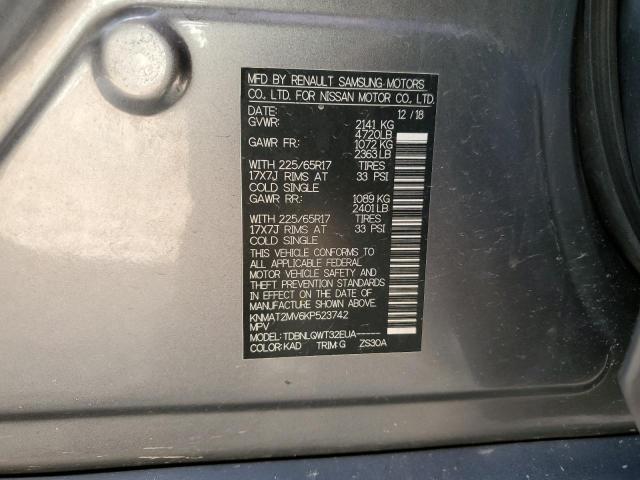 MFD BY RENAULT SAMSUNG MOTORS
CO., LTD. FOR NISSAN MOTOR CO., LTD.
DATE: 12 / 18
GVWR: 2141 KG
4720LB
GAWR FR: 1072 KG
2363LB
WITH 225/65R17 TIRES
17X7J RIMS AT 33 PSI
COLD SINGLE
GAWR RR: 1089 KG
2401LB
WITH 225/65R17 TIRES
17X7J RIMS AT 33 PSI
COLD SINGLE
THIS VEHICLE CONFORMS TO
ALL APPLICABLE FEDERAL
MOTOR VEHICLE SAFETY AND
THEFT PREVENTION STANDARDS
IN EFFECT ON THE DATE OF
MANUFACTURE SHOWN ABOVE.
KNMAT2MV6KP523742
MPV
MODEL: TDBNLQWT32EUA-----
COLOR:KAD TRIM:G ZS30A